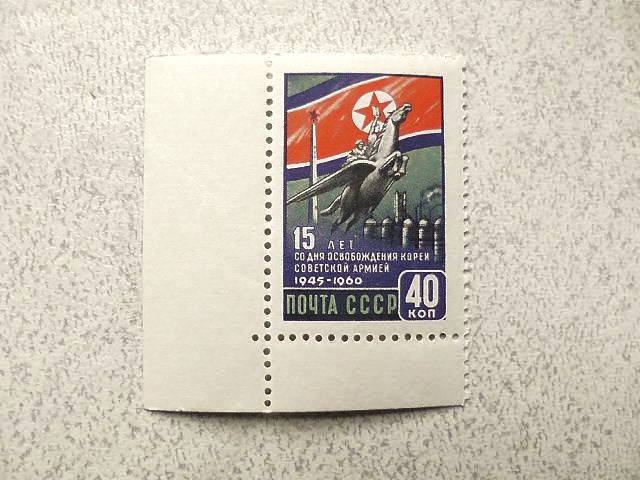 15 ЛЕТ
СО ДНЯ ОСВОБОЖДЕНИЯ КОРЕИ
СОВЕТСКОЙ АРМИЕЙ
1945-1960
ПОЧТА СССР 40
КОП